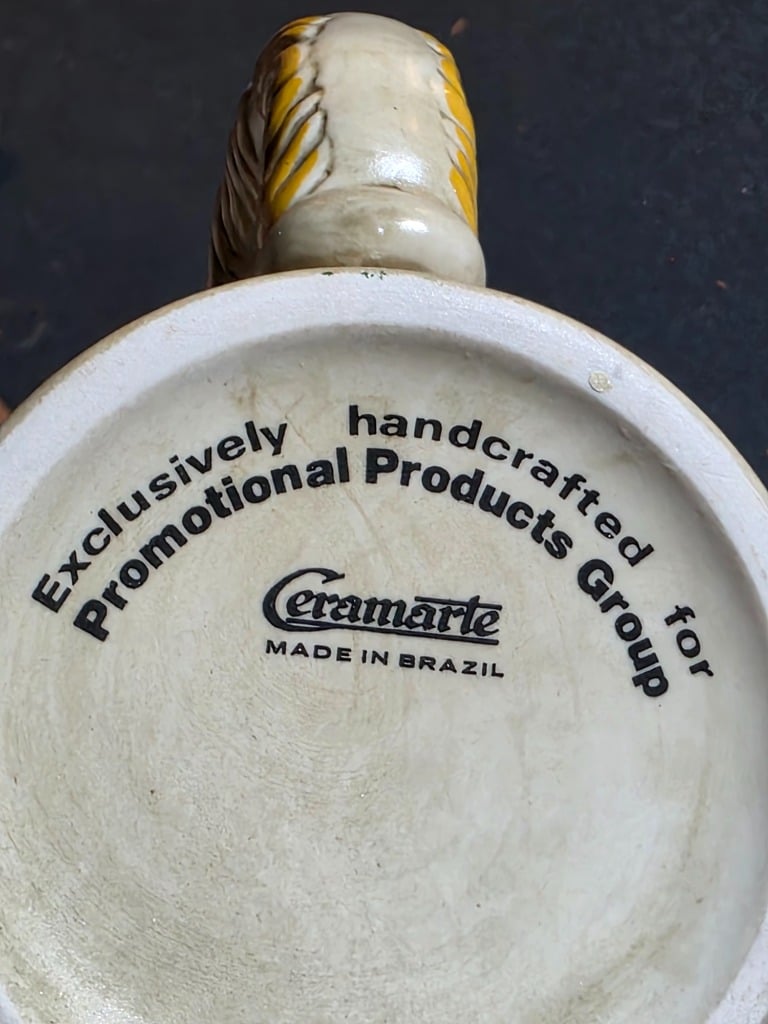 Exclusively handcrafted for
Promotional Products Group
Ceramarte
MADE IN BRAZIL